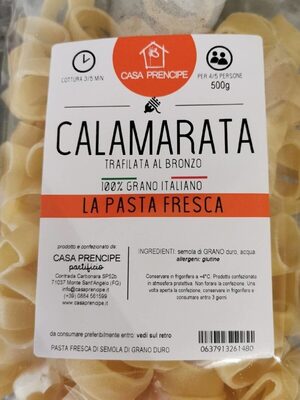 CASA PRENCIPE
COTTURA 3/5 MIN
PER 4/5 PERSONE
500g
CALAMARATA
TRAFILATA AL BRONZO
100% GRANO ITALIANO
LA PASTA FRESCA
prodotto e confezionato da
CASA PRENCIPE
pastificio
Contrada Carbonara SP52b
71037 Monte Sant'Angelo (FG)
info@casaprencipe.it
(+39) 0884 561599
www.casaprencipe.it
INGREDIENTI: semola di GRANO duro, acqua
allergeni: glutine
Conservare in frigorifero a +4°C. Prodotto confezionato
in atmosfera protettiva. Non forare la confezione. Una
volta aperta la confezione, conservare in frigorifero e
consumare entro 3 giorni
da consumare preferibilmente entro: vedi sul retro
PASTA FRESCA DI SEMOLA DI GRANO DURO
0637913261480